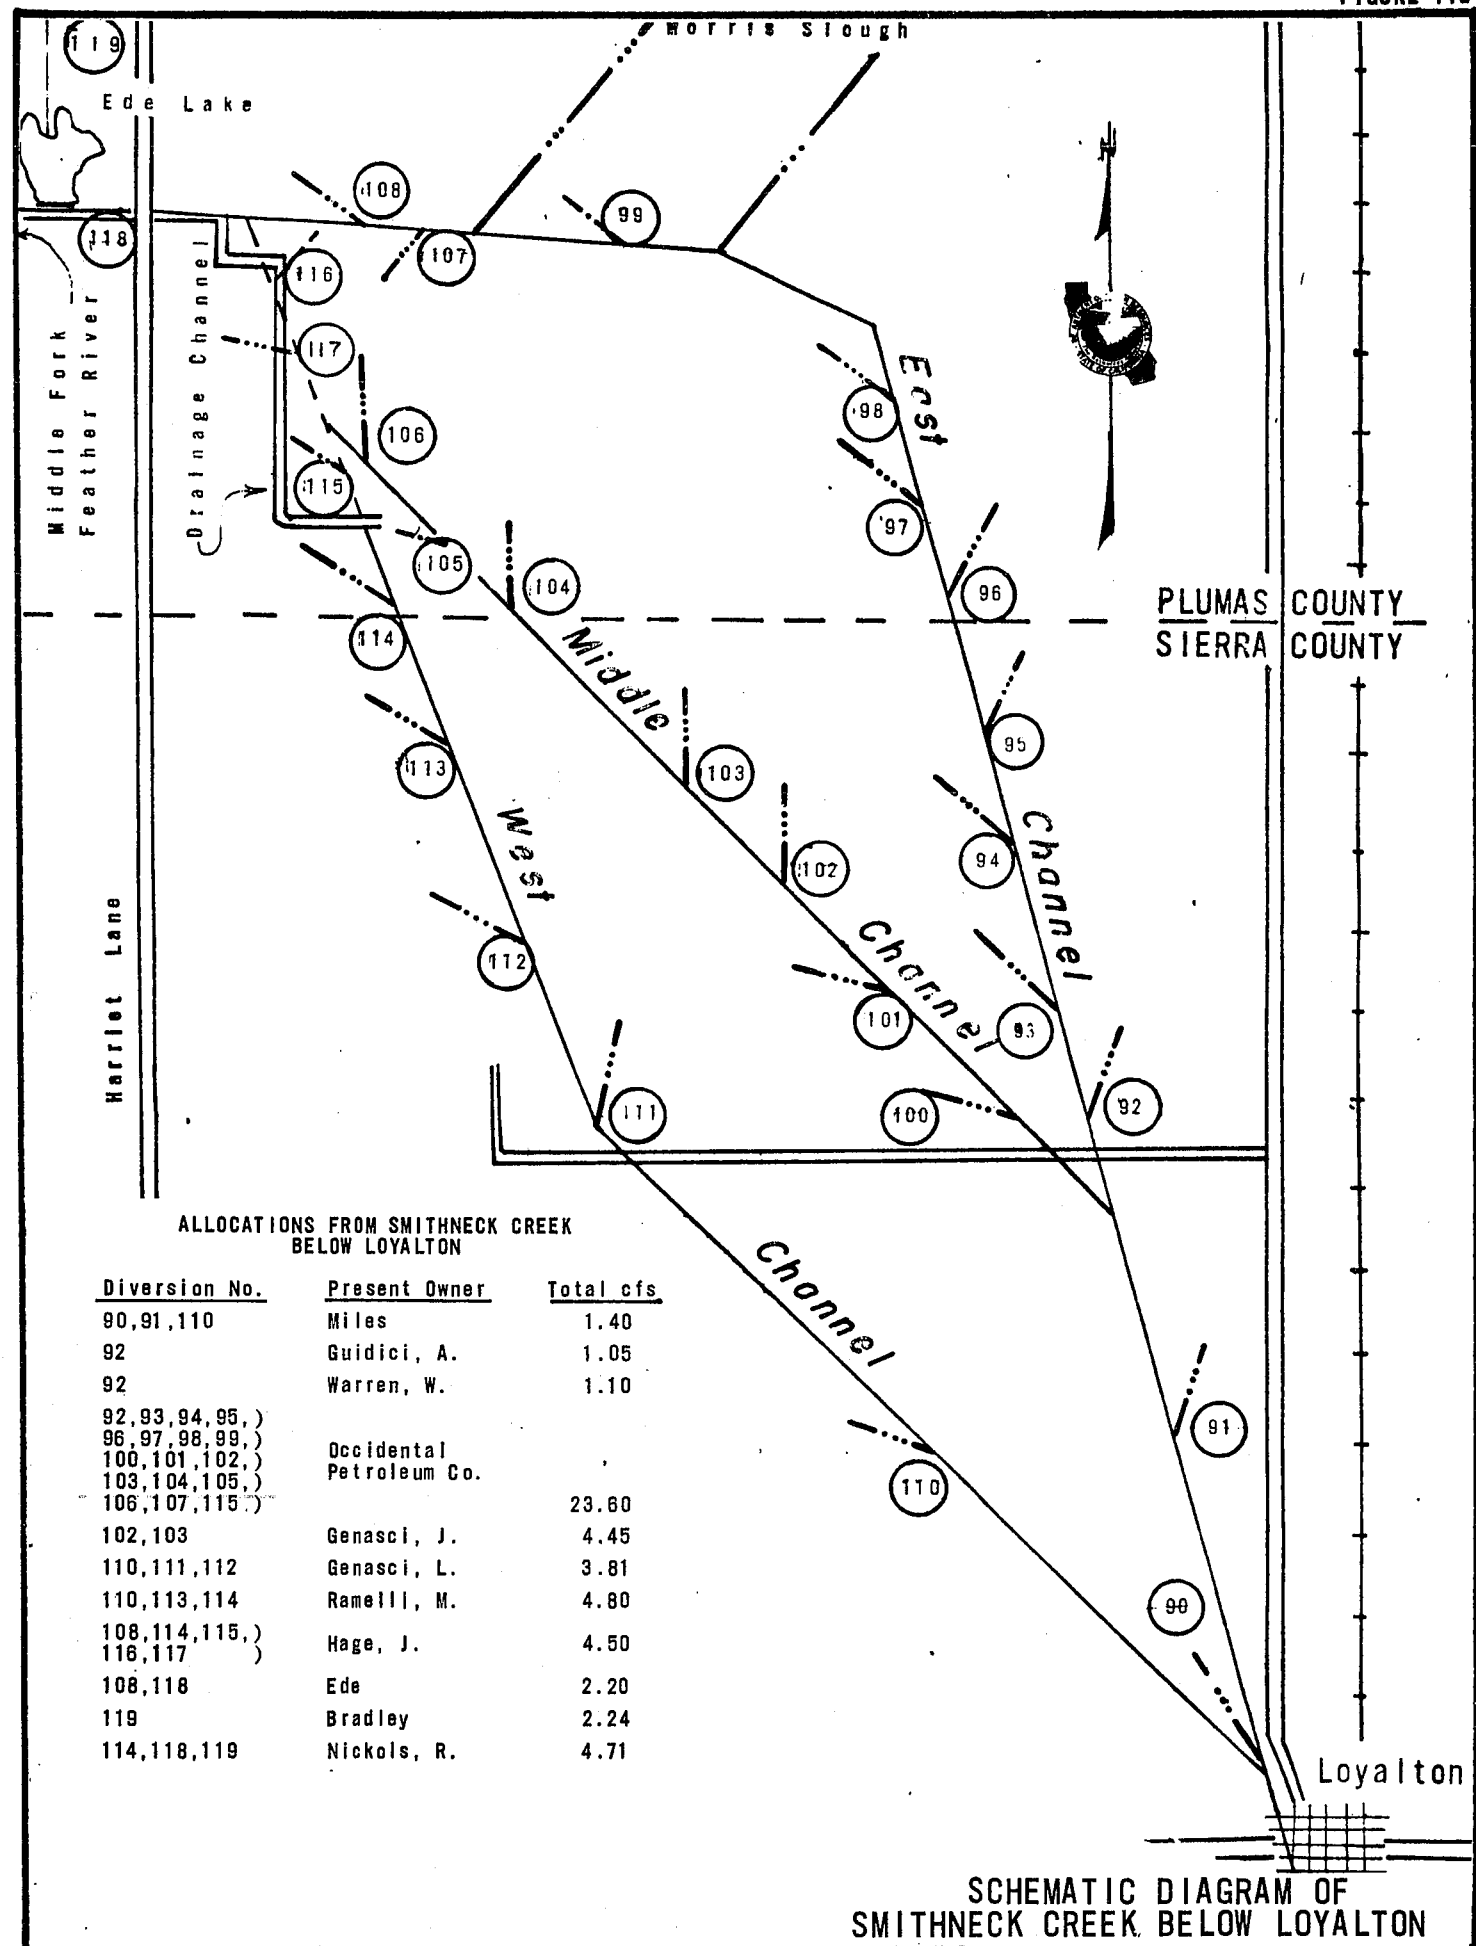 119
Morris Slough
Ede Lake
108
99
118
107
116
117
106
115
105
104
114
113
103
102
112
101
111
100
98
97
96
95
94
93
92
91
110
90
Middle Fork
Feather River
Drainage Channel
East
Channel
Middle
Channel
West
Channel
Harriet Lane
N
PLUMAS COUNTY
SIERRA COUNTY
ALLOCATIONS FROM SMITHNECK CREEK
BELOW LOYALTON
Diversion No. Present Owner Total cfs
90,91,110 Miles 1.40
92 Guidici, A. 1.05
92 Warren, W. 1.10
92,93,94,95,)
96,97,98,99,)
100,101,102,) Occidental
103,104,105,) Petroleum Co.
106,107,115.) 23.60
102,103 Genasci, J. 4.45
110,111,112 Genasci, L. 3.81
110,113,114 Ramelli, M. 4.80
108,114,115,)
116,117 ) Hage, J. 4.50
108,118 Ede 2.20
119 Bradley 2.24
114,118,119 Nickols, R. 4.71
Loyalton
SCHEMATIC DIAGRAM OF
SMITHNECK CREEK BELOW LOYALTON